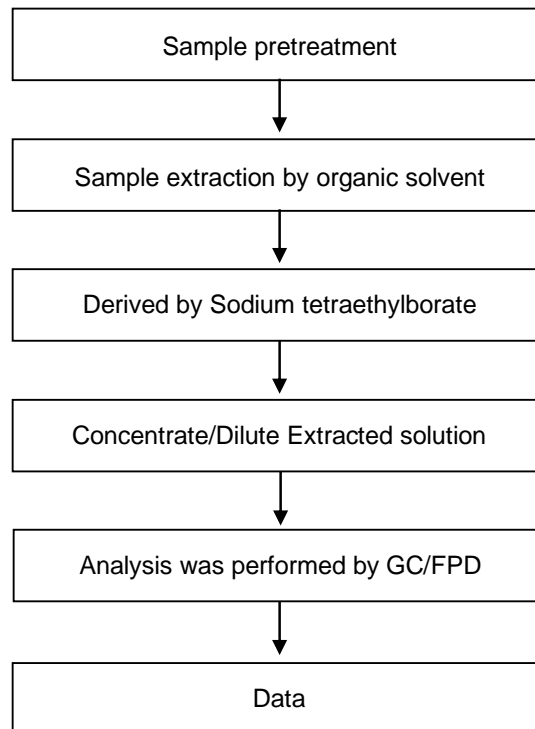 Sample pretreatment
Sample extraction by organic solvent
Derived by Sodium tetraethylborate
Concentrate/Dilute Extracted solution
Analysis was performed by GC/FPD
Data